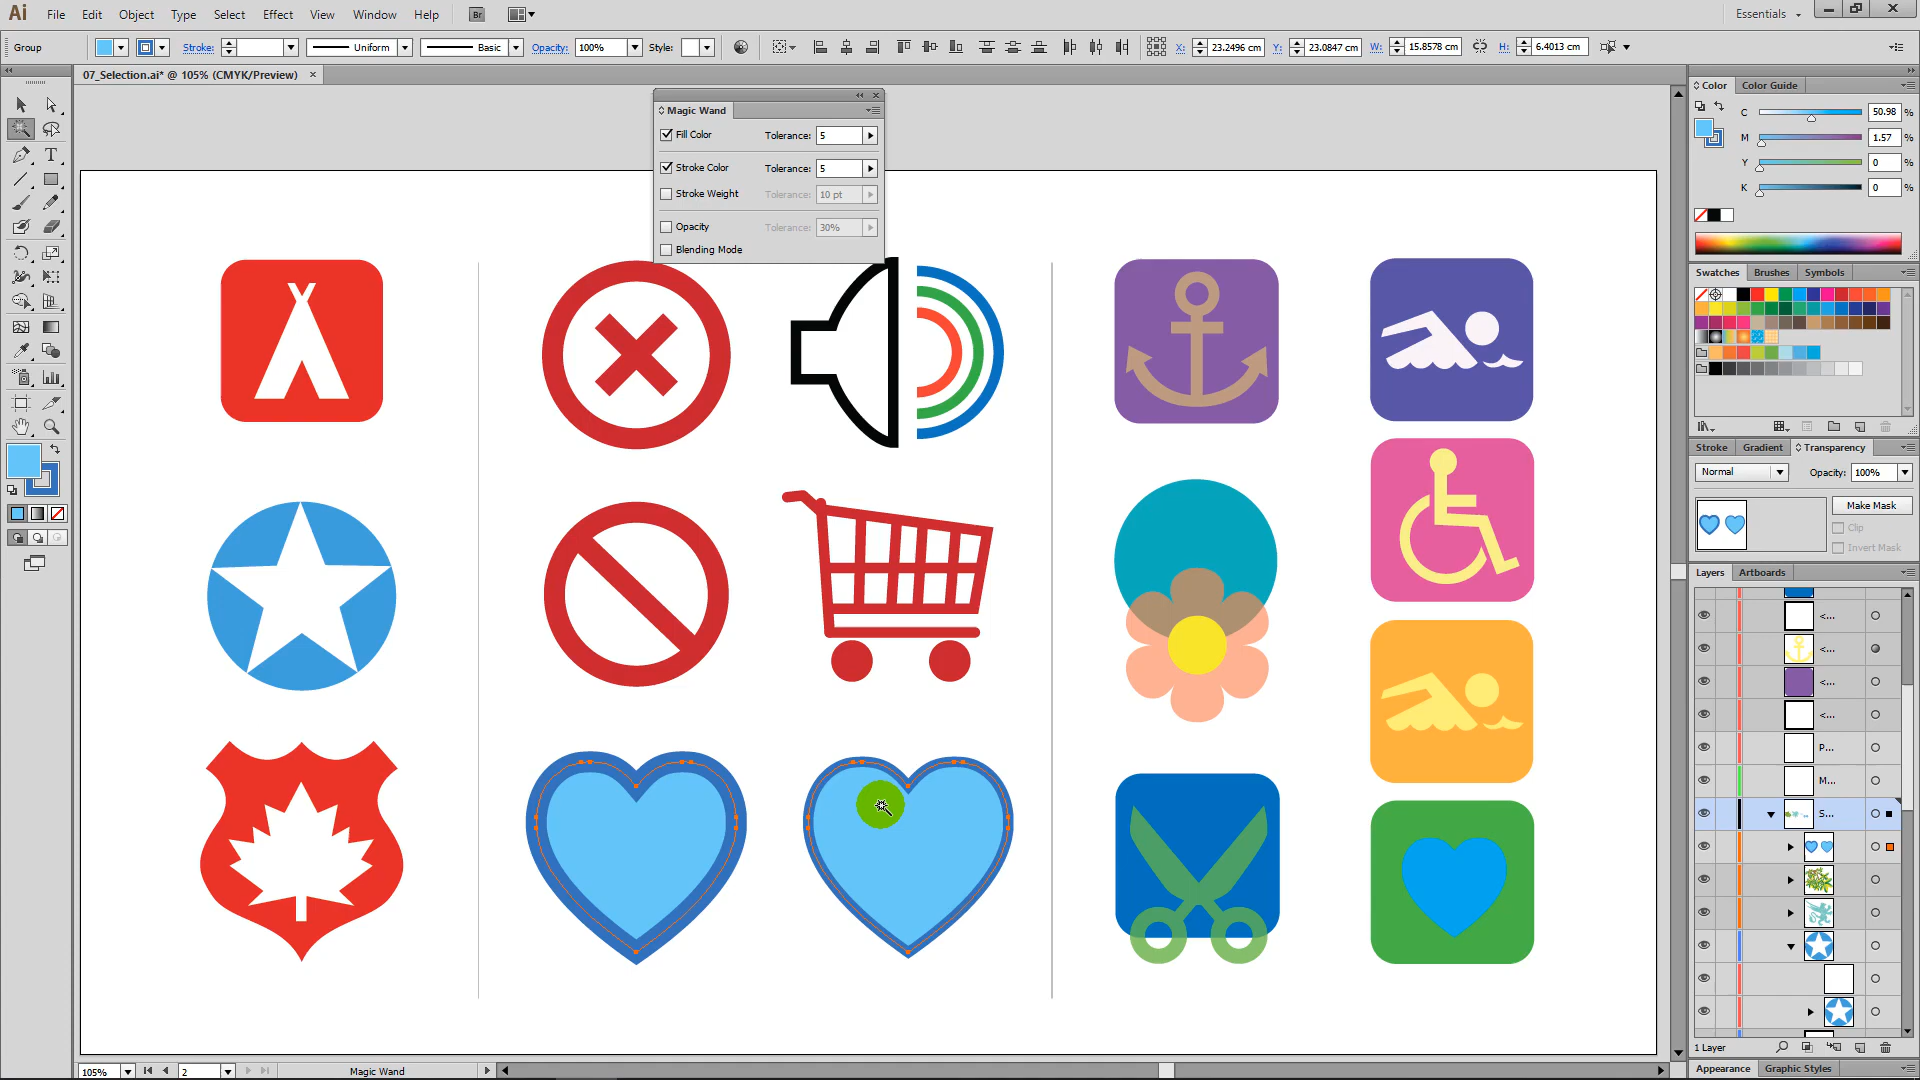 Ai File Edit Object Type Select Effect View Window Help Br Essentials
Group Stroke: Uniform Basic Opacity: 100% Style: X: 23.2496 cm Y: 23.0847 cm W: 15.8578 cm H: 6.4013 cm
07_Selection.ai* @ 105% (CMYK/Preview)
Magic Wand
Fill Color Tolerance: 5
Stroke Color Tolerance: 5
Stroke Weight Tolerance: 10 pt
Opacity Tolerance: 30%
Blending Mode
Color Color Guide
C 50.98 %
M 1.57 %
Y 0 %
K 0 %
Swatches Brushes Symbols
Stroke Gradient Transparency
Normal Opacity: 100%
Make Mask
Clip
Invert Mask
Layers Artboards
<...
<...
<...
<...
P...
M...
S...
1 Layer
Appearance Graphic Styles
105% 2 Magic Wand